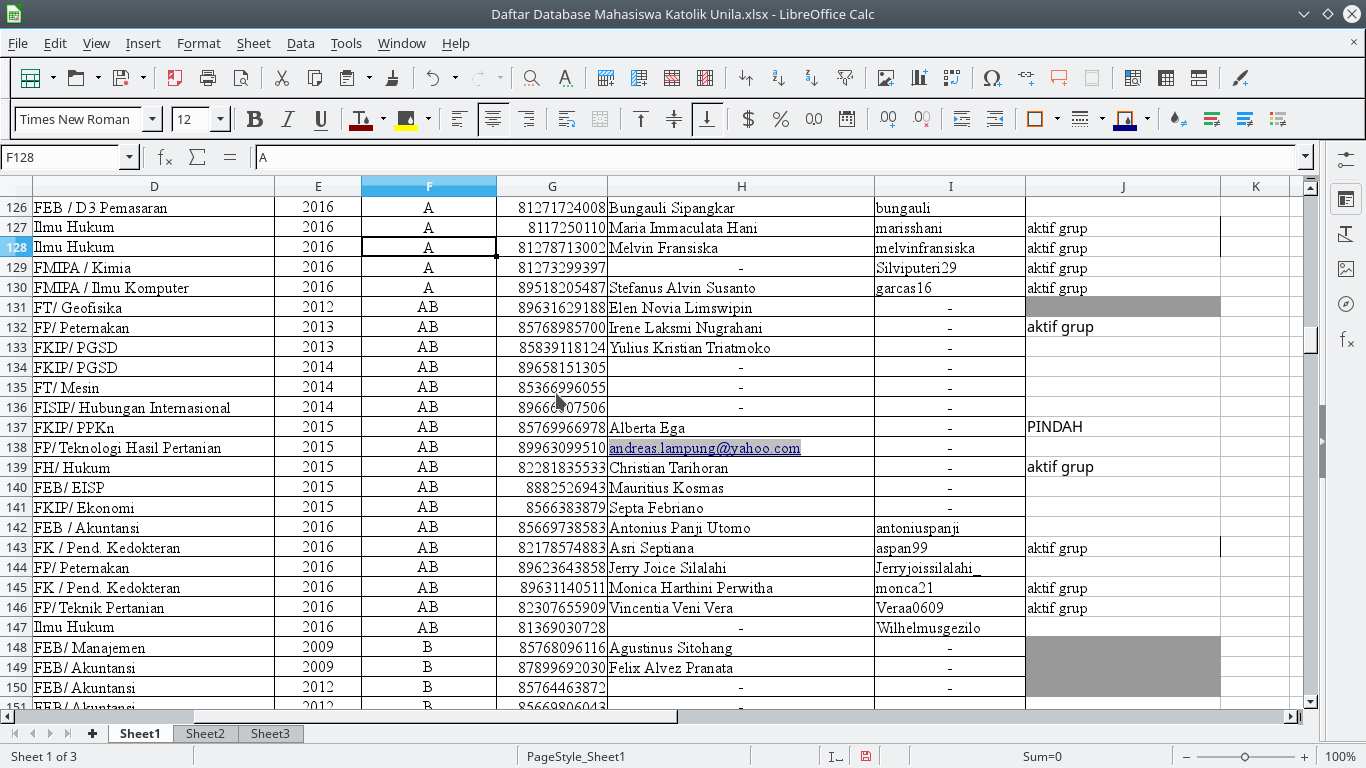 Daftar Database Mahasiswa Katolik Unila.xlsx - LibreOffice Calc
File Edit View Insert Format Sheet Data Tools Window Help
Times New Roman 12
F128 A
D E F G H I J K
126 FEB / D3 Pemasaran 2016 A 81271724008 Bungauli Sipangkar bungauli
127 Ilmu Hukum 2016 A 8117250110 Maria Immaculata Hani marisshani aktif grup
128 Ilmu Hukum 2016 A 81278713002 Melvin Fransiska melvinfransiska aktif grup
129 FMIPA / Kimia 2016 A 81273299397 - Silviputeri29 aktif grup
130 FMIPA / Ilmu Komputer 2016 A 89518205487 Stefanus Alvin Susanto garcas16 aktif grup
131 FT/ Geofisika 2012 AB 89631629188 Elen Novia Limswipin -
132 FP/ Peternakan 2013 AB 85768985700 Irene Laksmi Nugrahani - aktif grup
133 FKIP/ PGSD 2013 AB 85839118124 Yulius Kristian Triatmoko -
134 FKIP/ PGSD 2014 AB 89658151305 - -
135 FT/ Mesin 2014 AB 85366996055 - -
136 FISIP/ Hubungan Internasional 2014 AB - -
137 FKIP/ PPKn 2015 AB 85769966978 Alberta Ega - PINDAH
138 FP/ Teknologi Hasil Pertanian 2015 AB 89963099510 andreas.lampung@yahoo.com -
139 FH/ Hukum 2015 AB 82281835533 Christian Tarihoran - aktif grup
140 FEB/ EISP 2015 AB 8882526943 Mauritius Kosmas -
141 FKIP/ Ekonomi 2015 AB 8566383879 Septa Febriano -
142 FEB / Akuntansi 2016 AB 85669738583 Antonius Panji Utomo antoniuspanji
143 FK / Pend. Kedokteran 2016 AB 82178574883 Asri Septiana aspan99 aktif grup
144 FP/ Peternakan 2016 AB 89623643858 Jerry Joice Silalahi Jerryjoissilalahi_
145 FK / Pend. Kedokteran 2016 AB 89631140511 Monica Harthini Perwitha monca21 aktif grup
146 FP/ Teknik Pertanian 2016 AB 82307655909 Vincentia Veni Vera Veraa0609 aktif grup
147 Ilmu Hukum 2016 AB 81369030728 - Wilhelmusgezilo
148 FEB/ Manajemen 2009 B 85768096116 Agustinus Sitohang -
149 FEB/ Akuntansi 2009 B 87899692030 Felix Alvez Pranata -
150 FEB/ Akuntansi 2012 B 85764463872 - -
151 FEB/ Akuntansi 2012 B 85669806043
Sheet1 Sheet2 Sheet3
Sheet 1 of 3 PageStyle_Sheet1 Sum=0 100%